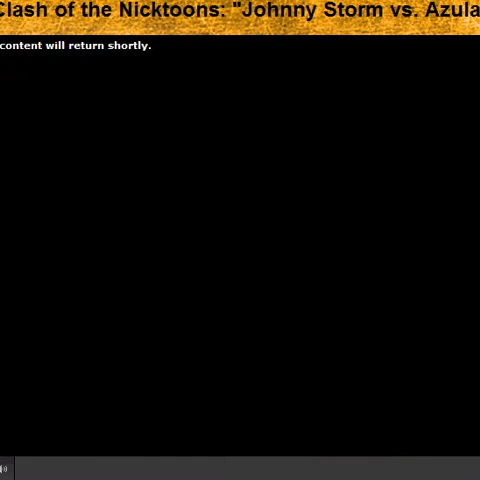 Clash of the Nicktoons: "Johnny Storm vs. Azula
content will return shortly.